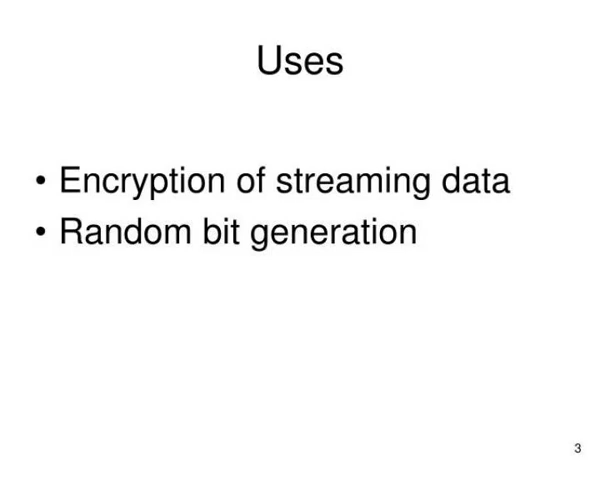 Uses
• Encryption of streaming data
• Random bit generation
3